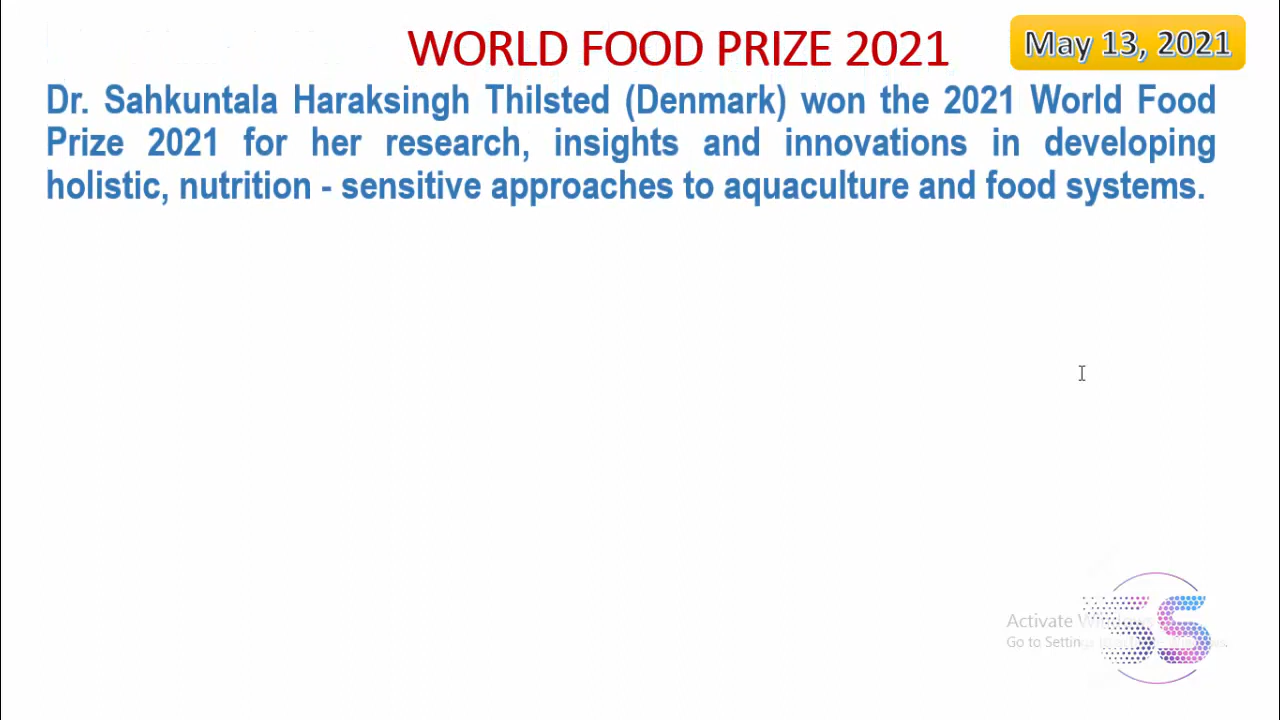 WORLD FOOD PRIZE 2021
May 13, 2021
Dr. Sahkuntala Haraksingh Thilsted (Denmark) won the 2021 World Food
Prize 2021 for her research, insights and innovations in developing
holistic, nutrition - sensitive approaches to aquaculture and food systems.
Activate
Go to
SS